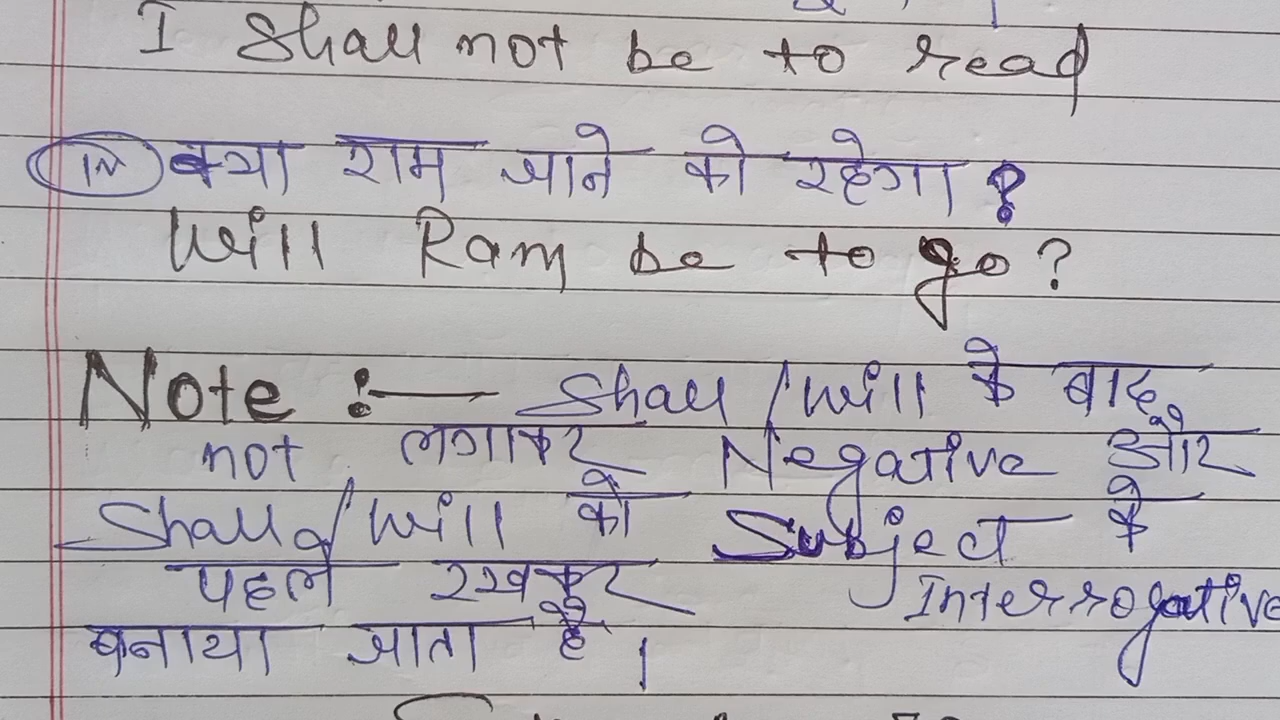 I Shall not be to read
(IV) क्या राम जाने को रहेगा ?
Will Ram be to go ?
Note :— Shall / Will के बाद
not लगाकर Negative और
Shall / Will को Subject के
पहले रखकर Interrogative
बनाया जाता है ।